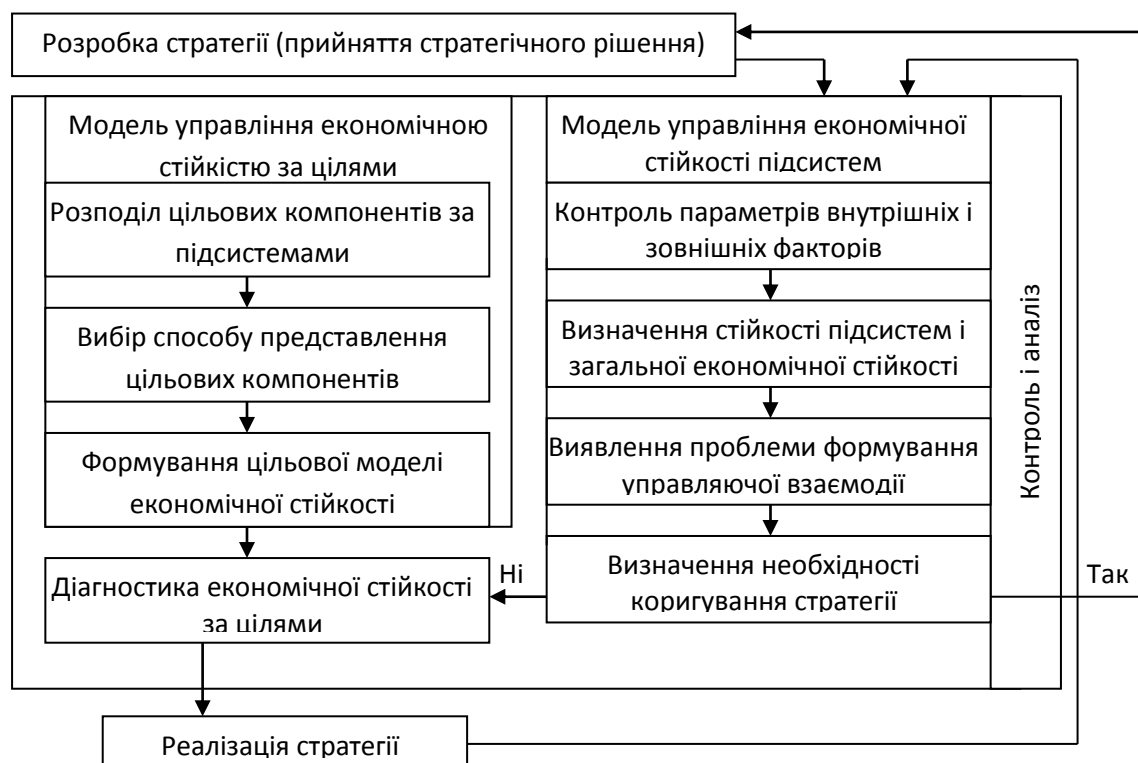 Розробка стратегії (прийняття стратегічного рішення)
Модель управління економічною
стійкістю за цілями
Розподіл цільових компонентів за
підсистемами
Вибір способу представлення
цільових компонентів
Формування цільової моделі
економічної стійкості
Діагностика економічної стійкості
за цілями
Ні
Модель управління економічної
стійкості підсистем
Контроль параметрів внутрішніх і
зовнішніх факторів
Визначення стійкості підсистем і
загальної економічної стійкості
Виявлення проблеми формування
управляючої взаємодії
Визначення необхідності
коригування стратегії
Контроль і аналіз
Так
Реалізація стратегії